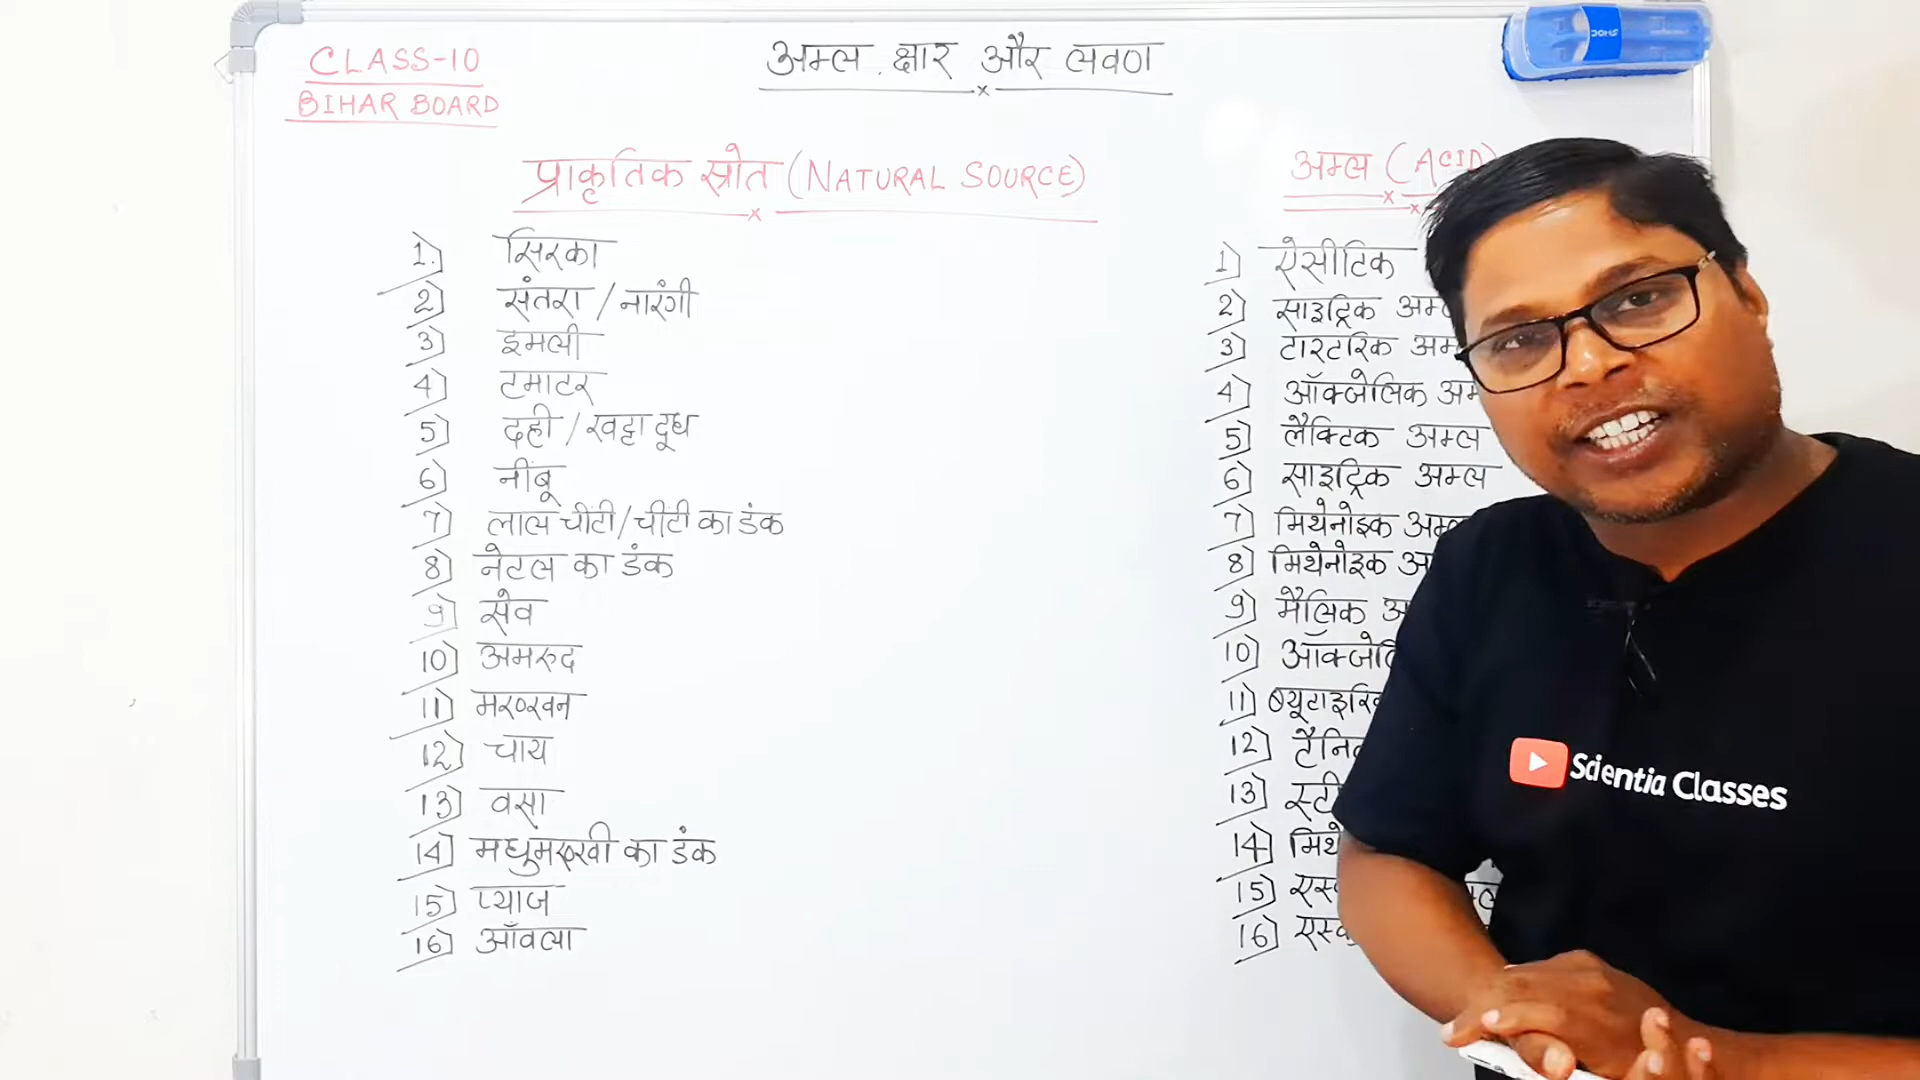 CLASS-10
BIHAR BOARD
अम्ल, क्षार और लवण
प्राकृतिक स्रोत (NATURAL SOURCE)
1) सिरका
2) संतरा / नारंगी
3) इमली
4) टमाटर
5) दही / खट्टा दूध
6) नींबू
7) लाल चींटी / चींटी का डंक
8) नेटल का डंक
9) सेव
10) अमरुद
11) मक्खन
12) चाय
13) वसा
14) मधुमक्खी का डंक
15) प्याज
16) आँवला
अम्ल (ACID)
1) ऐसीटिक
2) साइट्रिक
3) टारटरिक
4) ऑक्जेलिक
5) लैक्टिक अम्ल
6) साइट्रिक अम्ल
7) मिथेनोइक
8) मिथेनोइक
9) मैलिक
10)
11)
12)
13)
14)
15)
16)
Scientia Classes